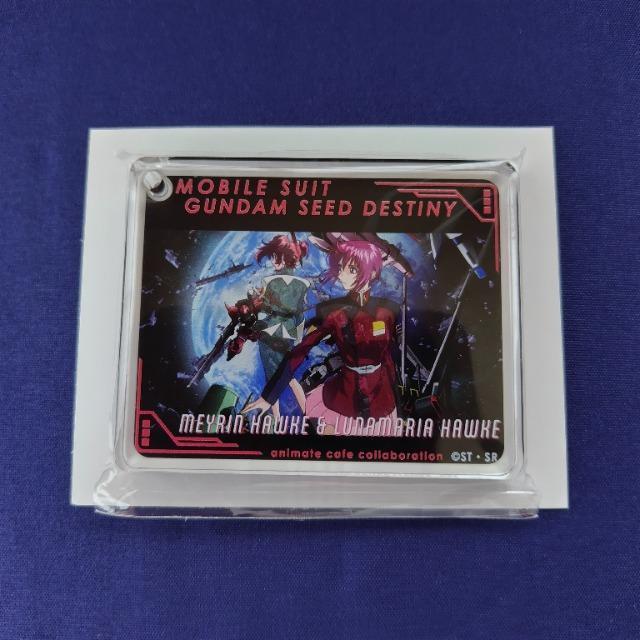 MOBILE SUIT
GUNDAM SEED DESTINY
MEYRIN HAWKE & LUNAMARIA HAWKE
animate cafe collaboration ©ST・SR